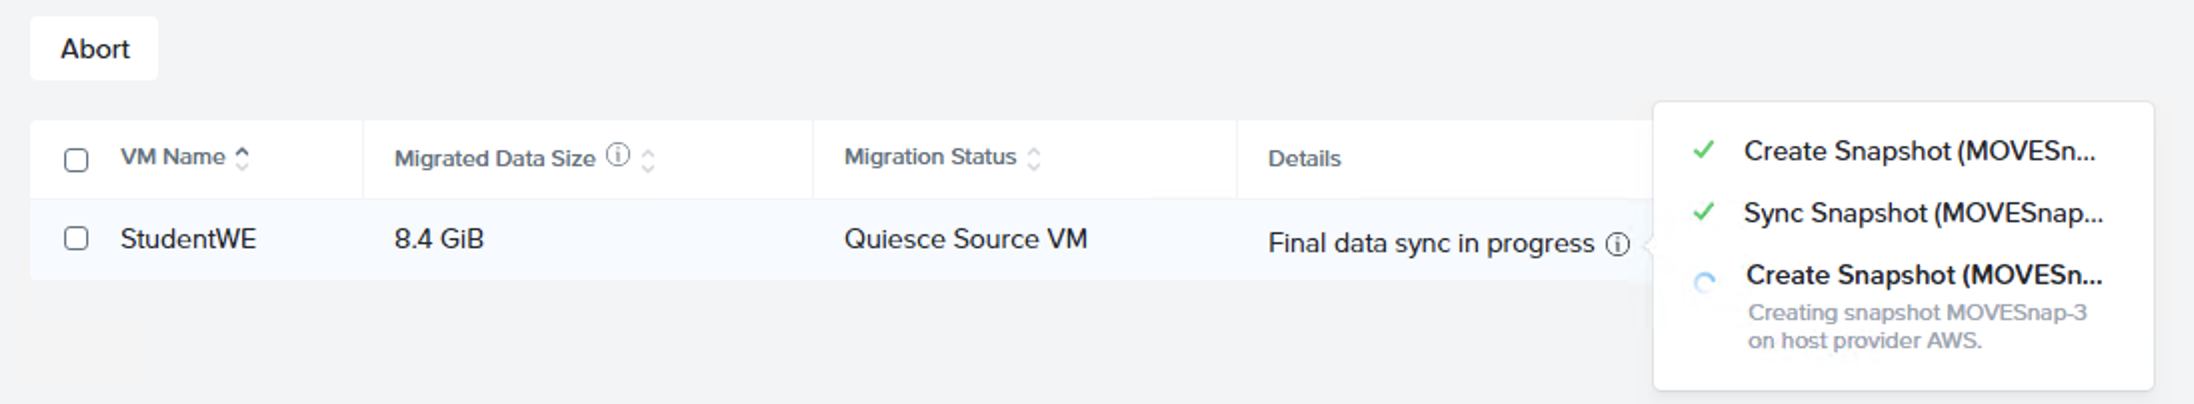 Abort
VM Name
Migrated Data Size
Migration Status
Details
StudentWE
8.4 GiB
Quiesce Source VM
Final data sync in progress
Create Snapshot (MOVESn...
Sync Snapshot (MOVESnap...
Create Snapshot (MOVESn...
Creating snapshot MOVESnap-3
on host provider AWS.